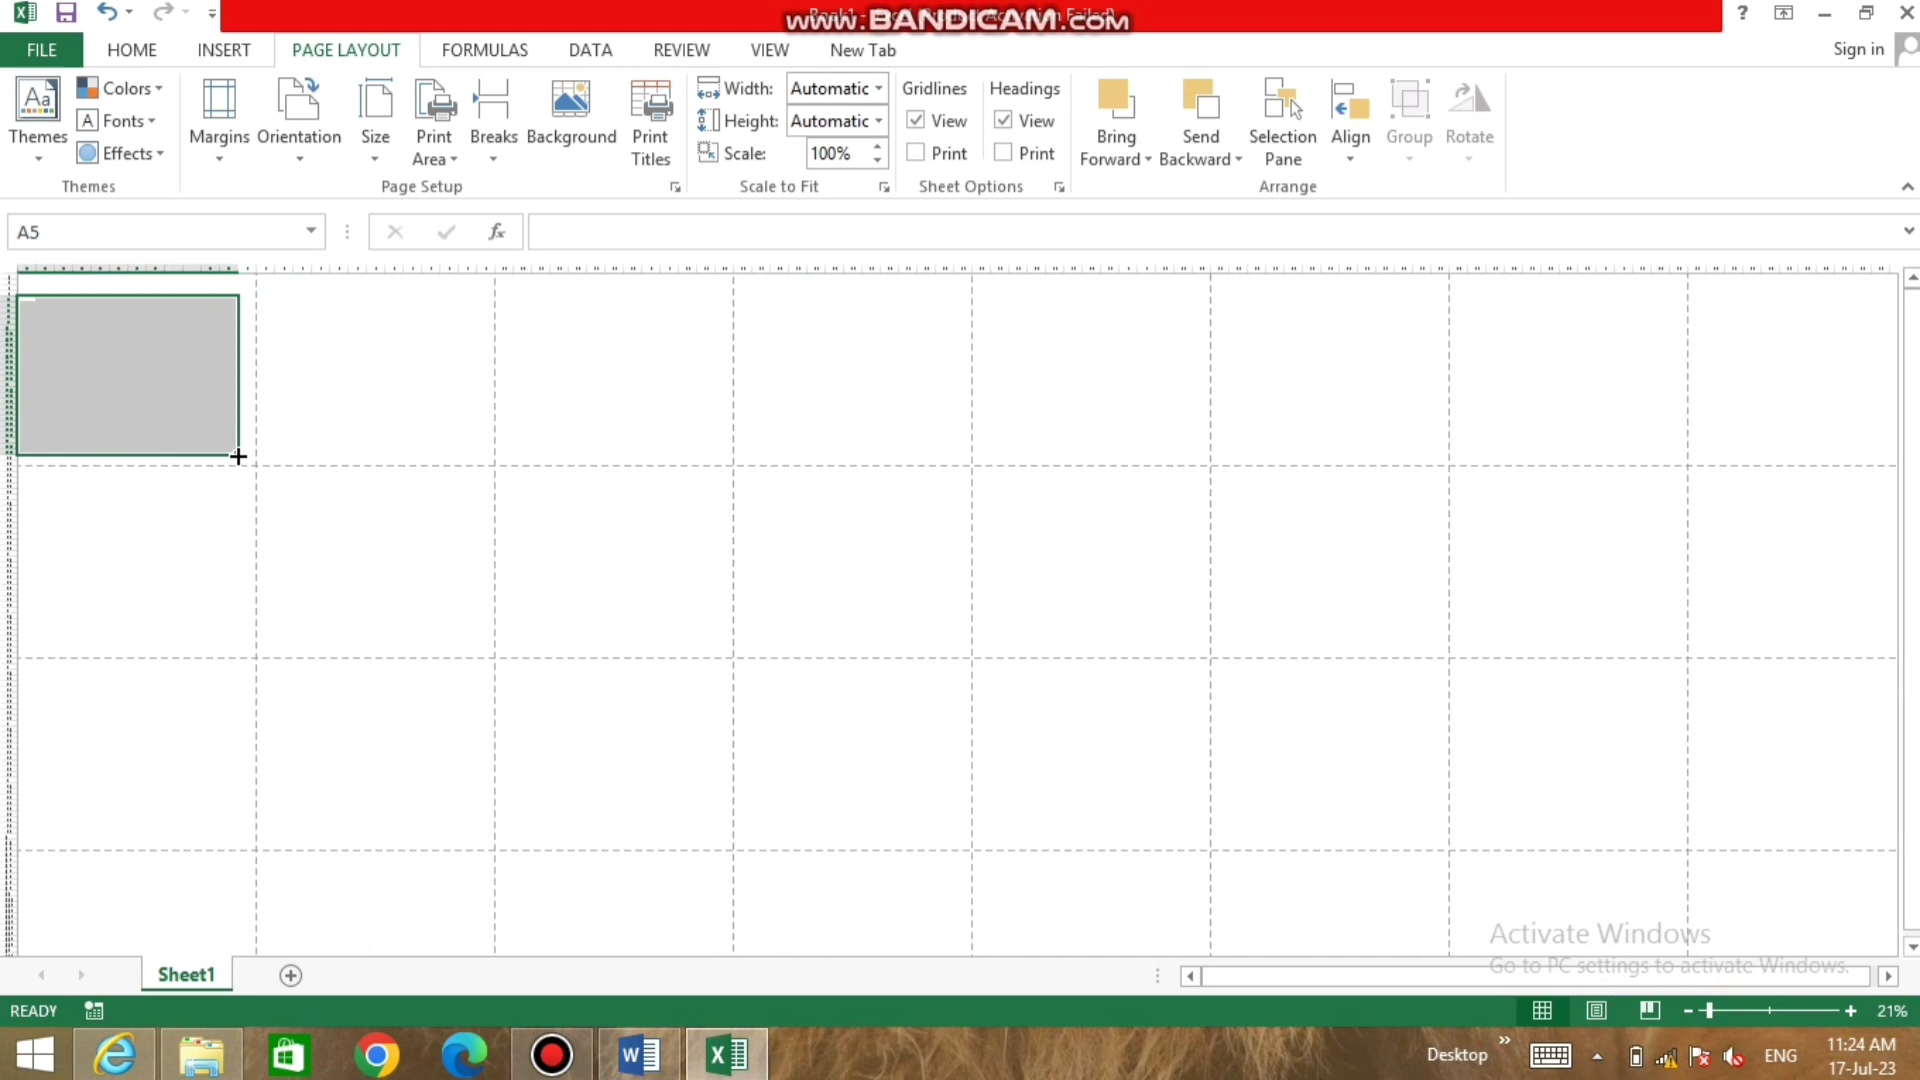 www.BANDICAM.com
?
FILE HOME INSERT PAGE LAYOUT FORMULAS DATA REVIEW VIEW New Tab Sign in
Themes Colors Fonts Effects Margins Orientation Size Print Area Breaks Background Print Titles Width: Automatic Height: Automatic Scale: 100% Gridlines View Print Headings View Print Bring Forward Send Backward Selection Pane Align Group Rotate
Themes Page Setup Scale to Fit Sheet Options Arrange
A5 fx
Activate Windows
Go to PC settings to activate Windows.
Sheet1
READY 21%
Desktop ENG 11:24 AM
17-Jul-23